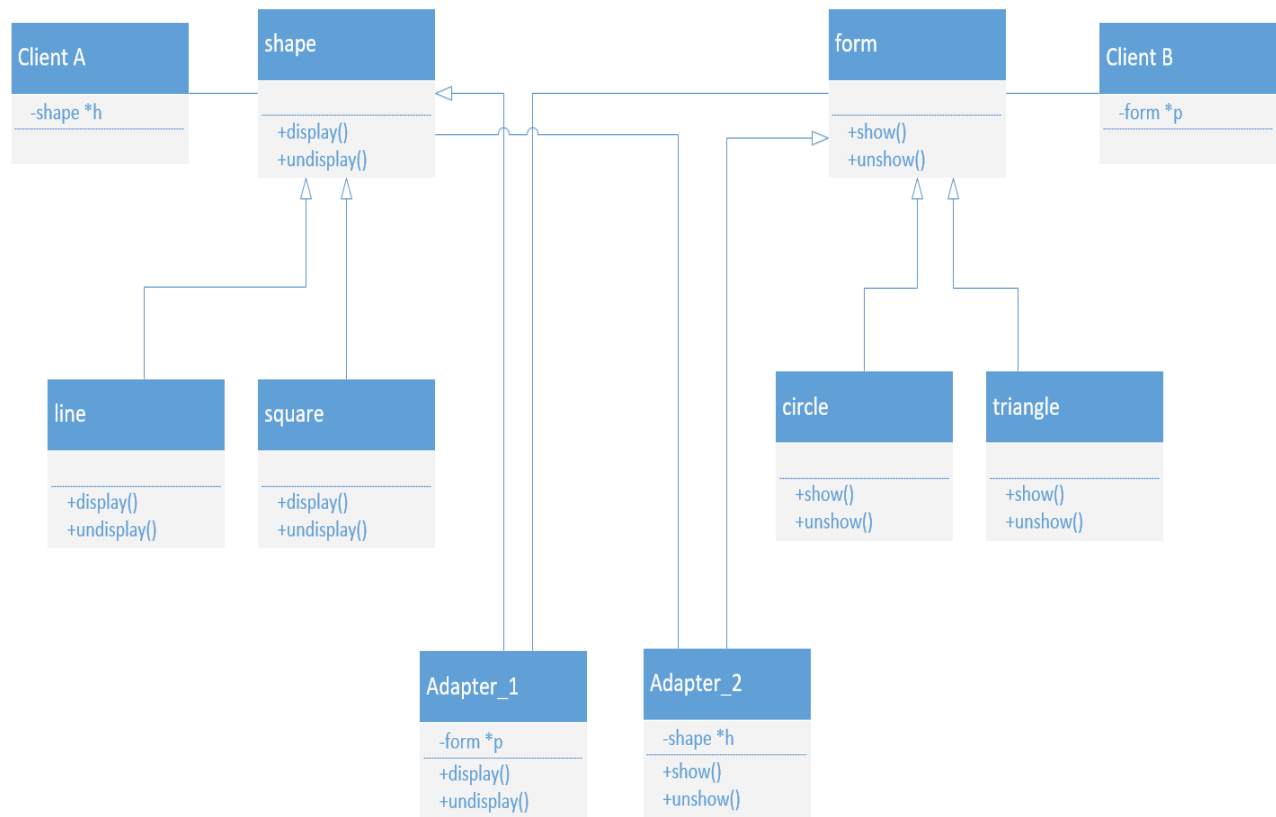 Client A
-shape *h
shape
+display()
+undisplay()
form
+show()
+unshow()
Client B
-form *p
line
+display()
+undisplay()
square
+display()
+undisplay()
circle
+show()
+unshow()
triangle
+show()
+unshow()
Adapter_1
-form *p
+display()
+undisplay()
Adapter_2
-shape *h
+show()
+unshow()